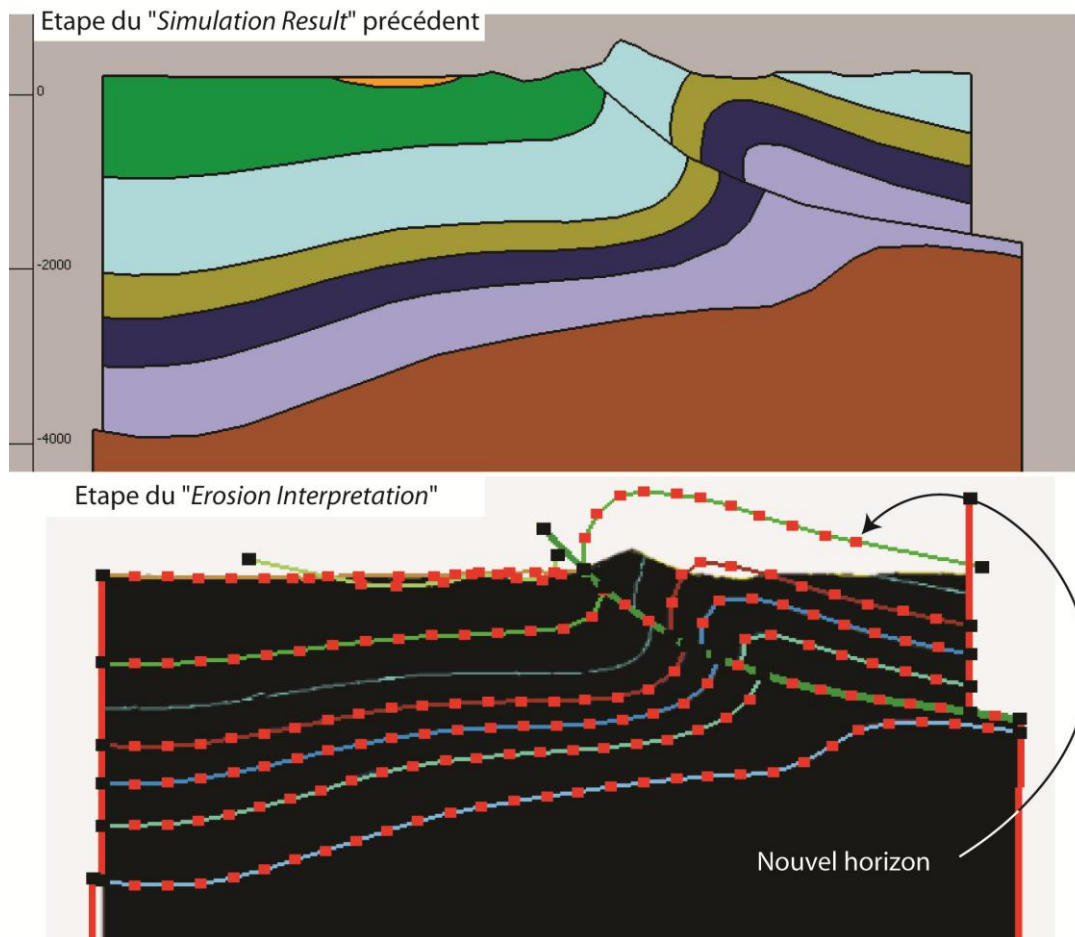 Etape du "Simulation Result" précédent
0
-2000
-4000
Etape du "Erosion Interpretation"
Nouvel horizon